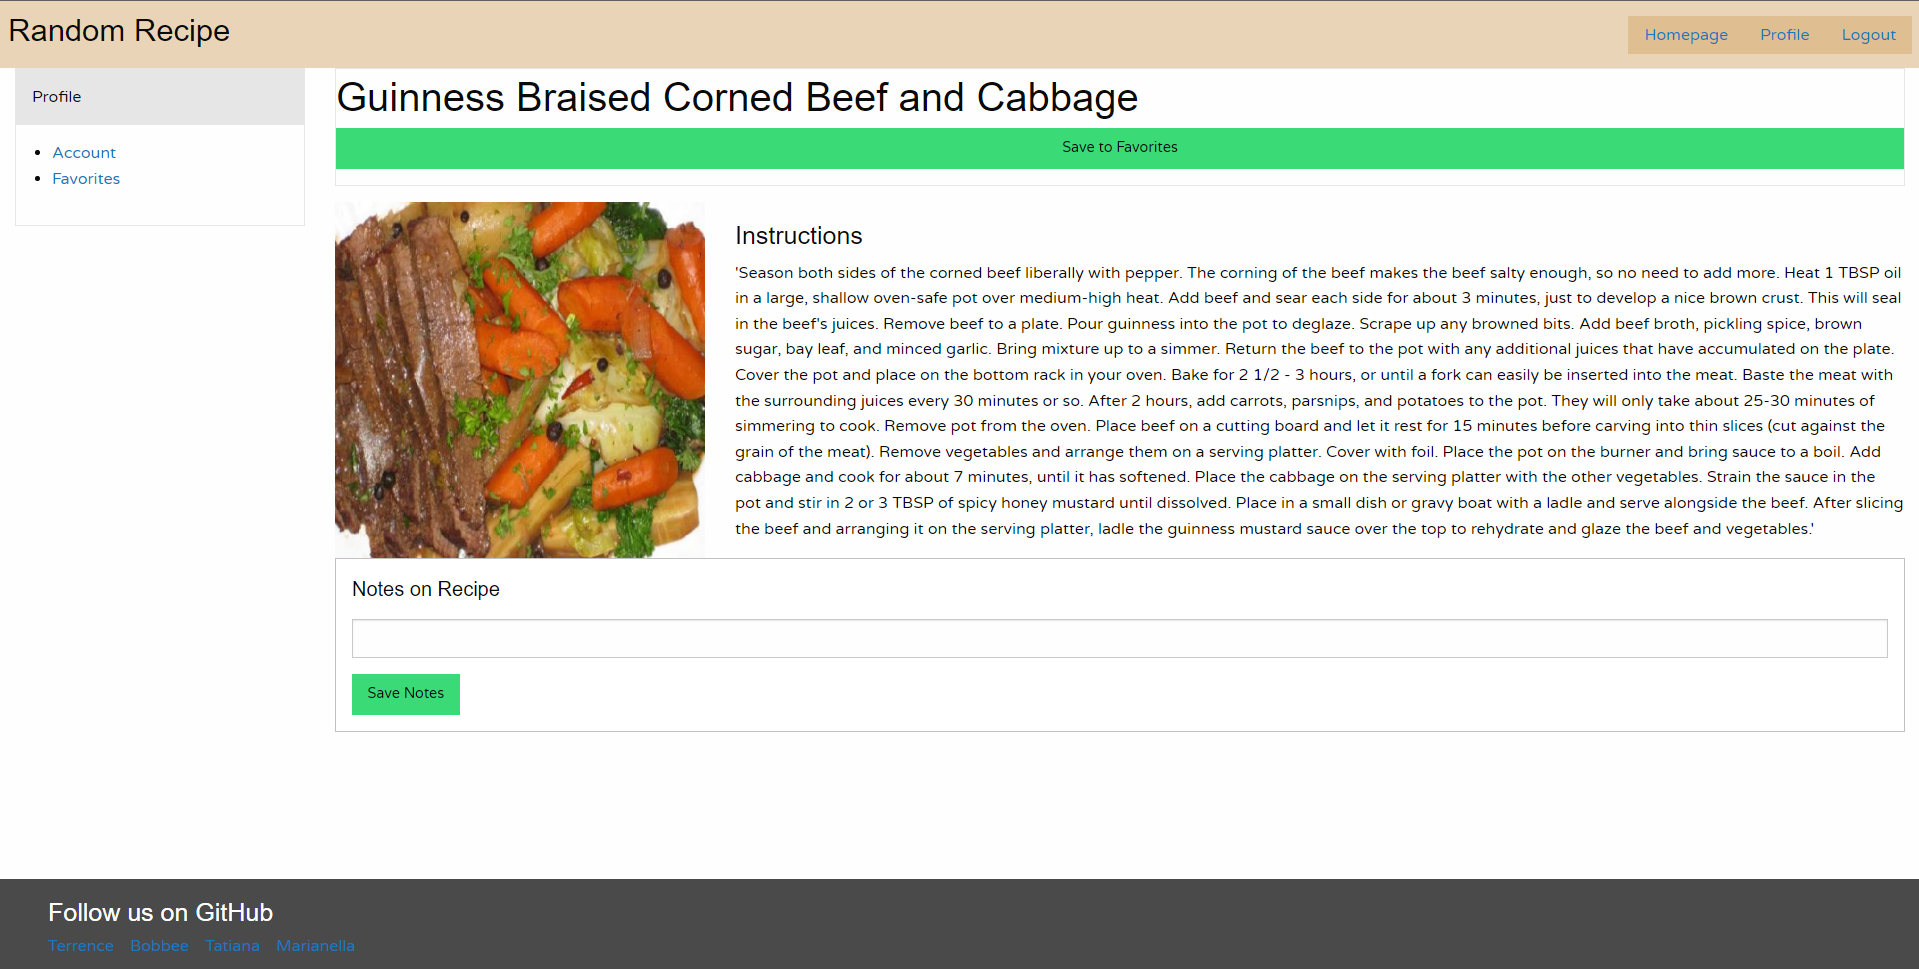 Random Recipe
Homepage Profile Logout
Profile
Account
Favorites
Guinness Braised Corned Beef and Cabbage
Save to Favorites
Instructions
'Season both sides of the corned beef liberally with pepper. The corning of the beef makes the beef salty enough, so no need to add more. Heat 1 TBSP oil
in a large, shallow oven-safe pot over medium-high heat. Add beef and sear each side for about 3 minutes, just to develop a nice brown crust. This will seal
in the beef's juices. Remove beef to a plate. Pour guinness into the pot to deglaze. Scrape up any browned bits. Add beef broth, pickling spice, brown
sugar, bay leaf, and minced garlic. Bring mixture up to a simmer. Return the beef to the pot with any additional juices that have accumulated on the plate.
Cover the pot and place on the bottom rack in your oven. Bake for 2 1/2 - 3 hours, or until a fork can easily be inserted into the meat. Baste the meat with
the surrounding juices every 30 minutes or so. After 2 hours, add carrots, parsnips, and potatoes to the pot. They will only take about 25-30 minutes of
simmering to cook. Remove pot from the oven. Place beef on a cutting board and let it rest for 15 minutes before carving into thin slices (cut against the
grain of the meat). Remove vegetables and arrange them on a serving platter. Cover with foil. Place the pot on the burner and bring sauce to a boil. Add
cabbage and cook for about 7 minutes, until it has softened. Place the cabbage on the serving platter with the other vegetables. Strain the sauce in the
pot and stir in 2 or 3 TBSP of spicy honey mustard until dissolved. Place in a small dish or gravy boat with a ladle and serve alongside the beef. After slicing
the beef and arranging it on the serving platter, ladle the guinness mustard sauce over the top to rehydrate and glaze the beef and vegetables.'
Notes on Recipe
Save Notes
Follow us on GitHub
Terrence Bobbee Tatiana Marianella